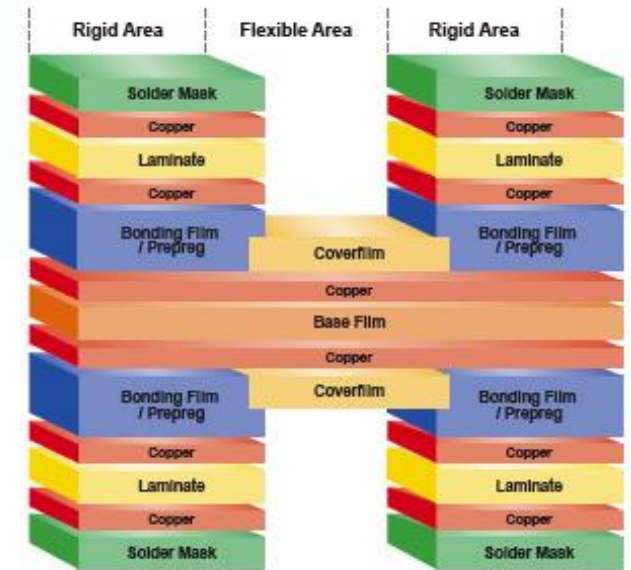 Rigid Area Flexible Area Rigid Area
Solder Mask Solder Mask
Copper Copper
Laminate Laminate
Copper Copper
Bonding Film Bonding Film
/ Prepreg / Prepreg
Coverfilm
Copper
Base Film
Copper
Coverfilm
Bonding Film Bonding Film
/ Prepreg / Prepreg
Copper Copper
Laminate Laminate
Copper Copper
Solder Mask Solder Mask